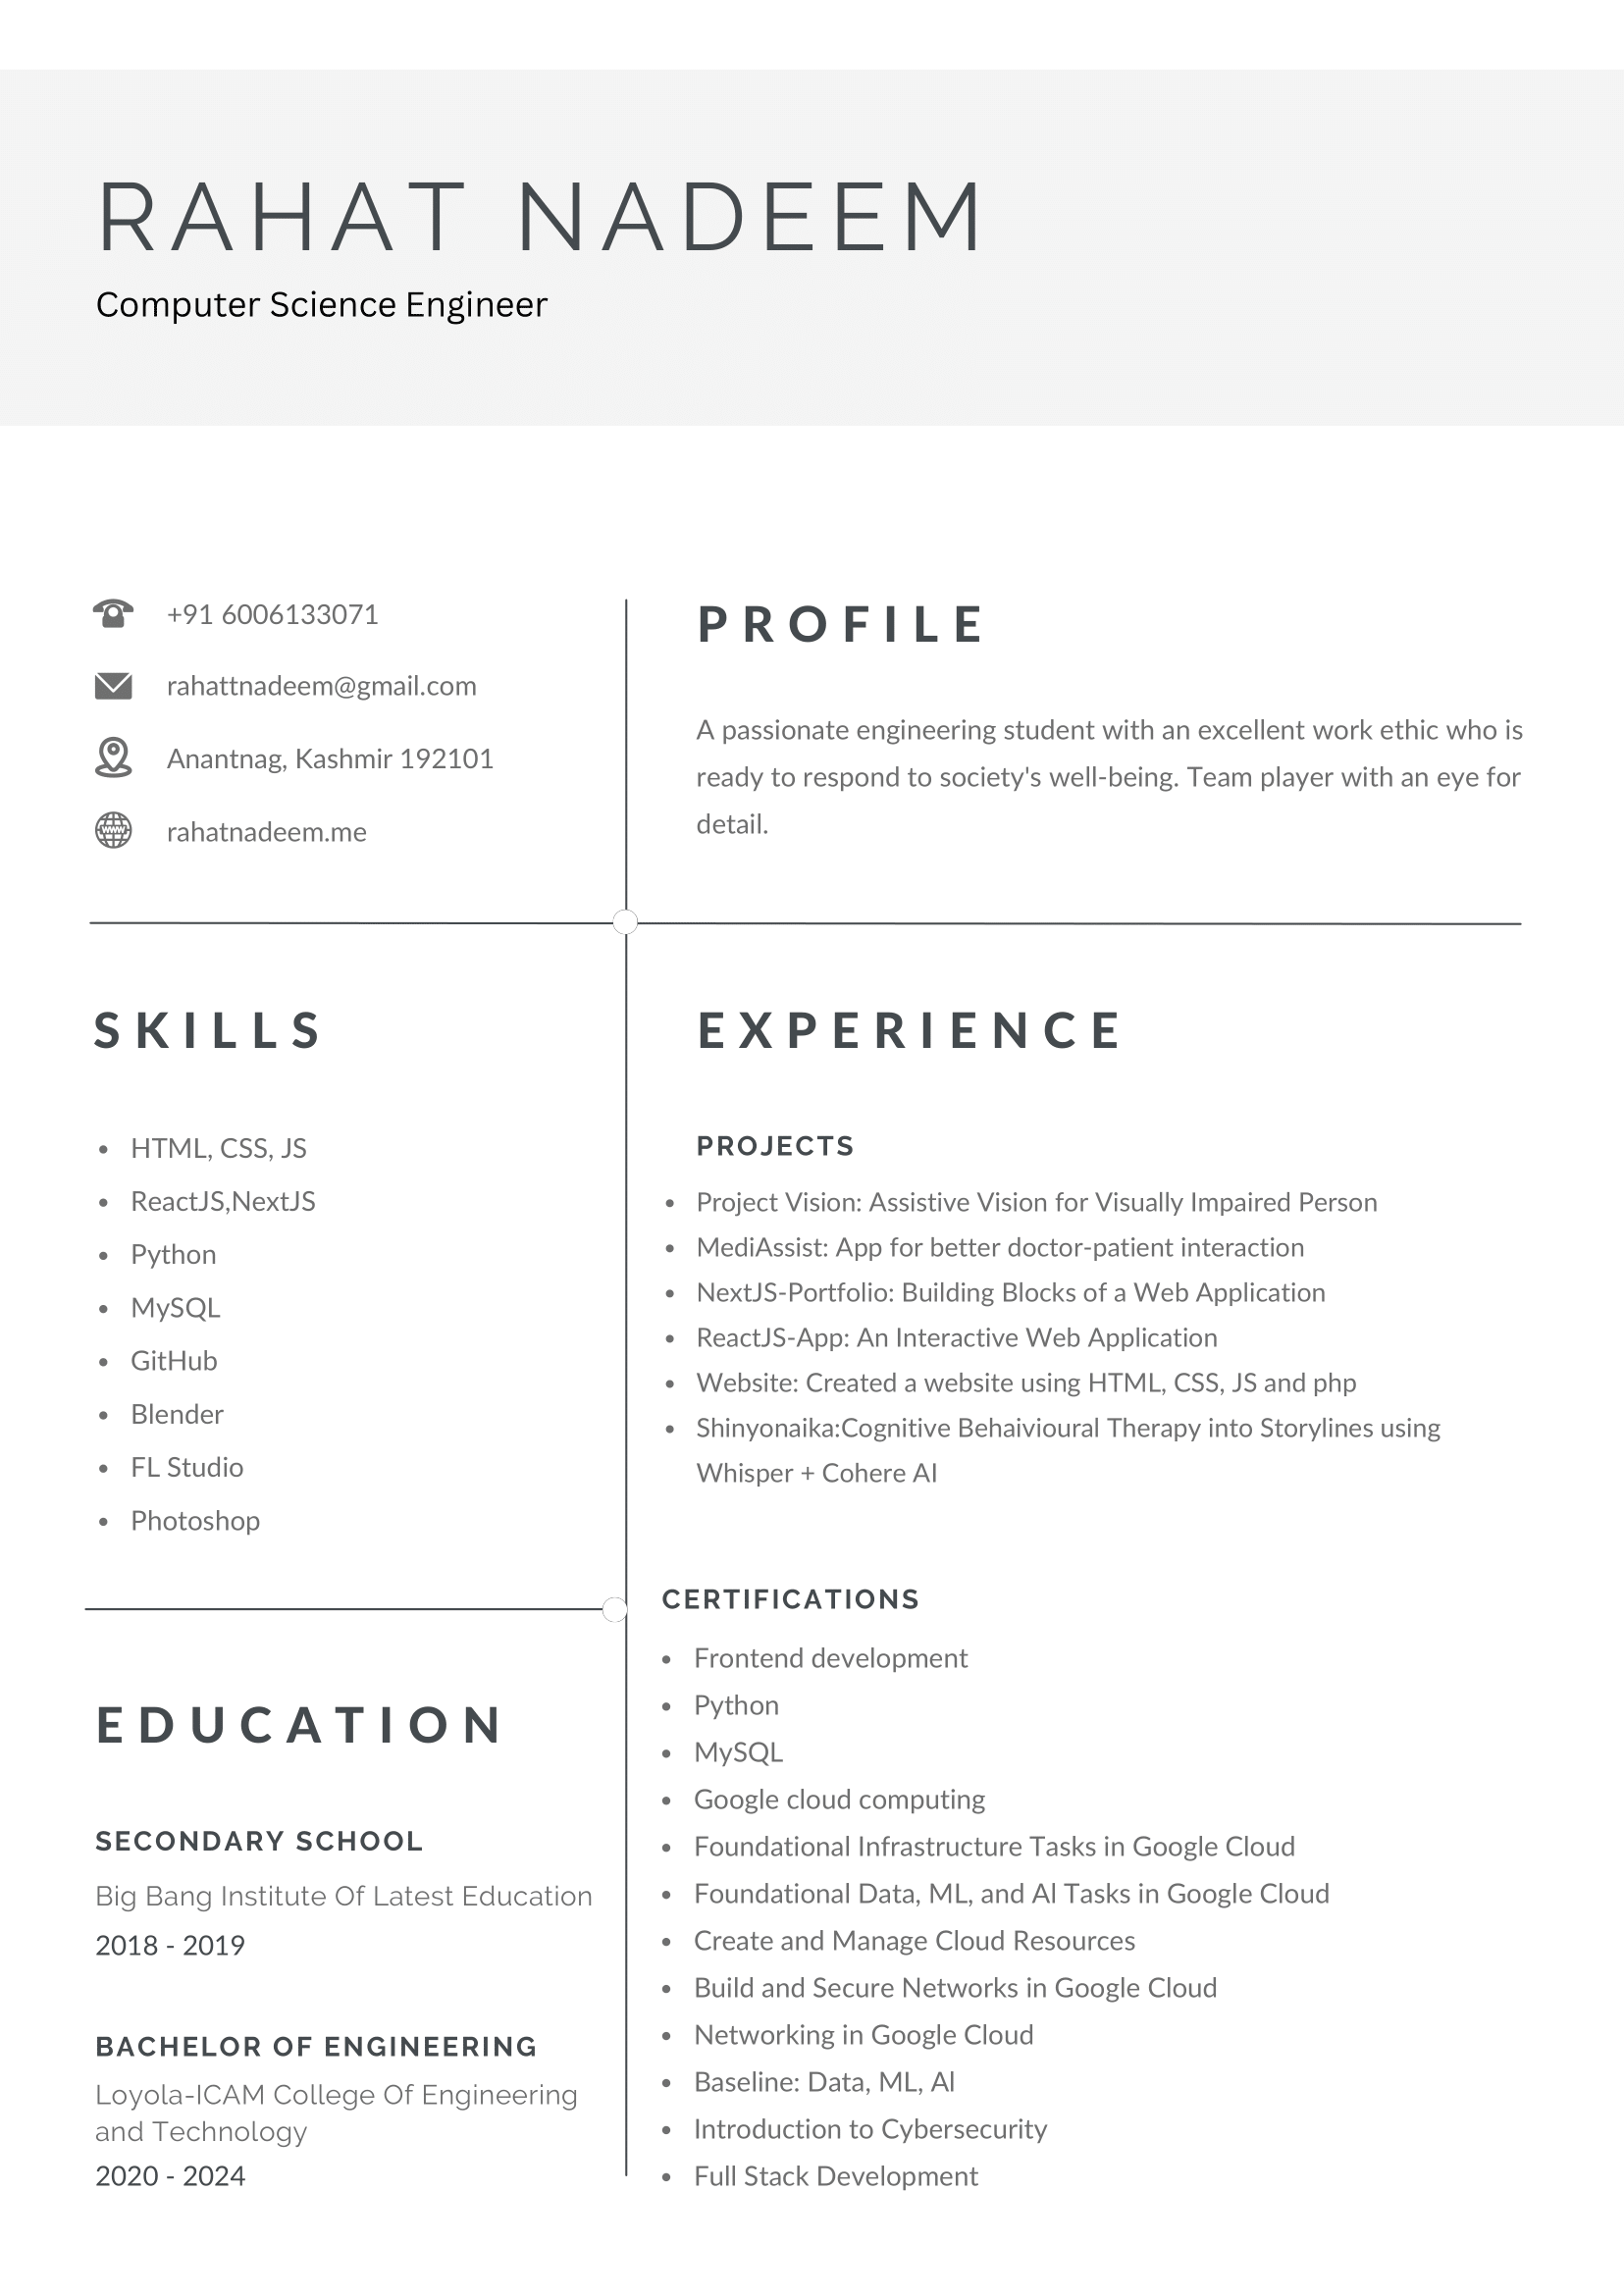 RAHAT NADEEM
Computer Science Engineer
+91 6006133071
rahattnadeem@gmail.com
Anantnag, Kashmir 192101
www
rahatnadeem.me
PROFILE
A passionate engineering student with an excellent work ethic who is
ready to respond to society's well-being. Team player with an eye for
detail.
SKILLS
• HTML, CSS, JS
• ReactJS,NextJS
• Python
• MySQL
• GitHub
• Blender
• FL Studio
• Photoshop
EDUCATION
SECONDARY SCHOOL
Big Bang Institute Of Latest Education
2018 - 2019
BACHELOR OF ENGINEERING
Loyola-ICAM College Of Engineering
and Technology
2020 - 2024
EXPERIENCE
PROJECTS
• Project Vision: Assistive Vision for Visually Impaired Person
• MediAssist: App for better doctor-patient interaction
• NextJS-Portfolio: Building Blocks of a Web Application
• ReactJS-App: An Interactive Web Application
• Website: Created a website using HTML, CSS, JS and php
• Shinyonaika:Cognitive Behaivioural Therapy into Storylines using
Whisper + Cohere AI
CERTIFICATIONS
• Frontend development
• Python
• MySQL
• Google cloud computing
• Foundational Infrastructure Tasks in Google Cloud
• Foundational Data, ML, and Al Tasks in Google Cloud
• Create and Manage Cloud Resources
• Build and Secure Networks in Google Cloud
• Networking in Google Cloud
• Baseline: Data, ML, Al
• Introduction to Cybersecurity
• Full Stack Development